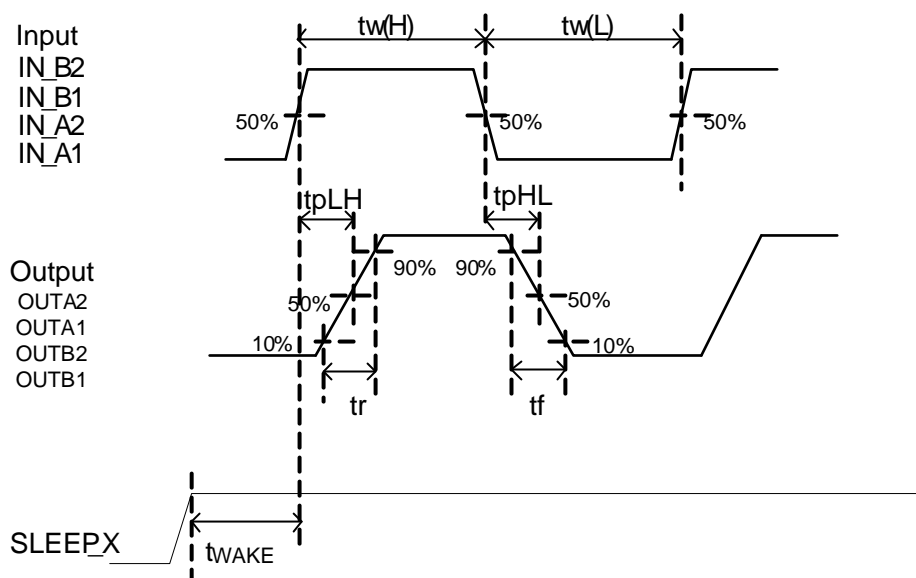 tw(H)
tw(L)
Input
IN_B2
IN_B1
IN_A2
IN_A1
50%
50%
50%
tpLH
tpHL
Output
OUTA2
OUTA1
OUTB2
OUTB1
90%
90%
50%
50%
10%
10%
tr
tf
SLEEP_X
tWAKE